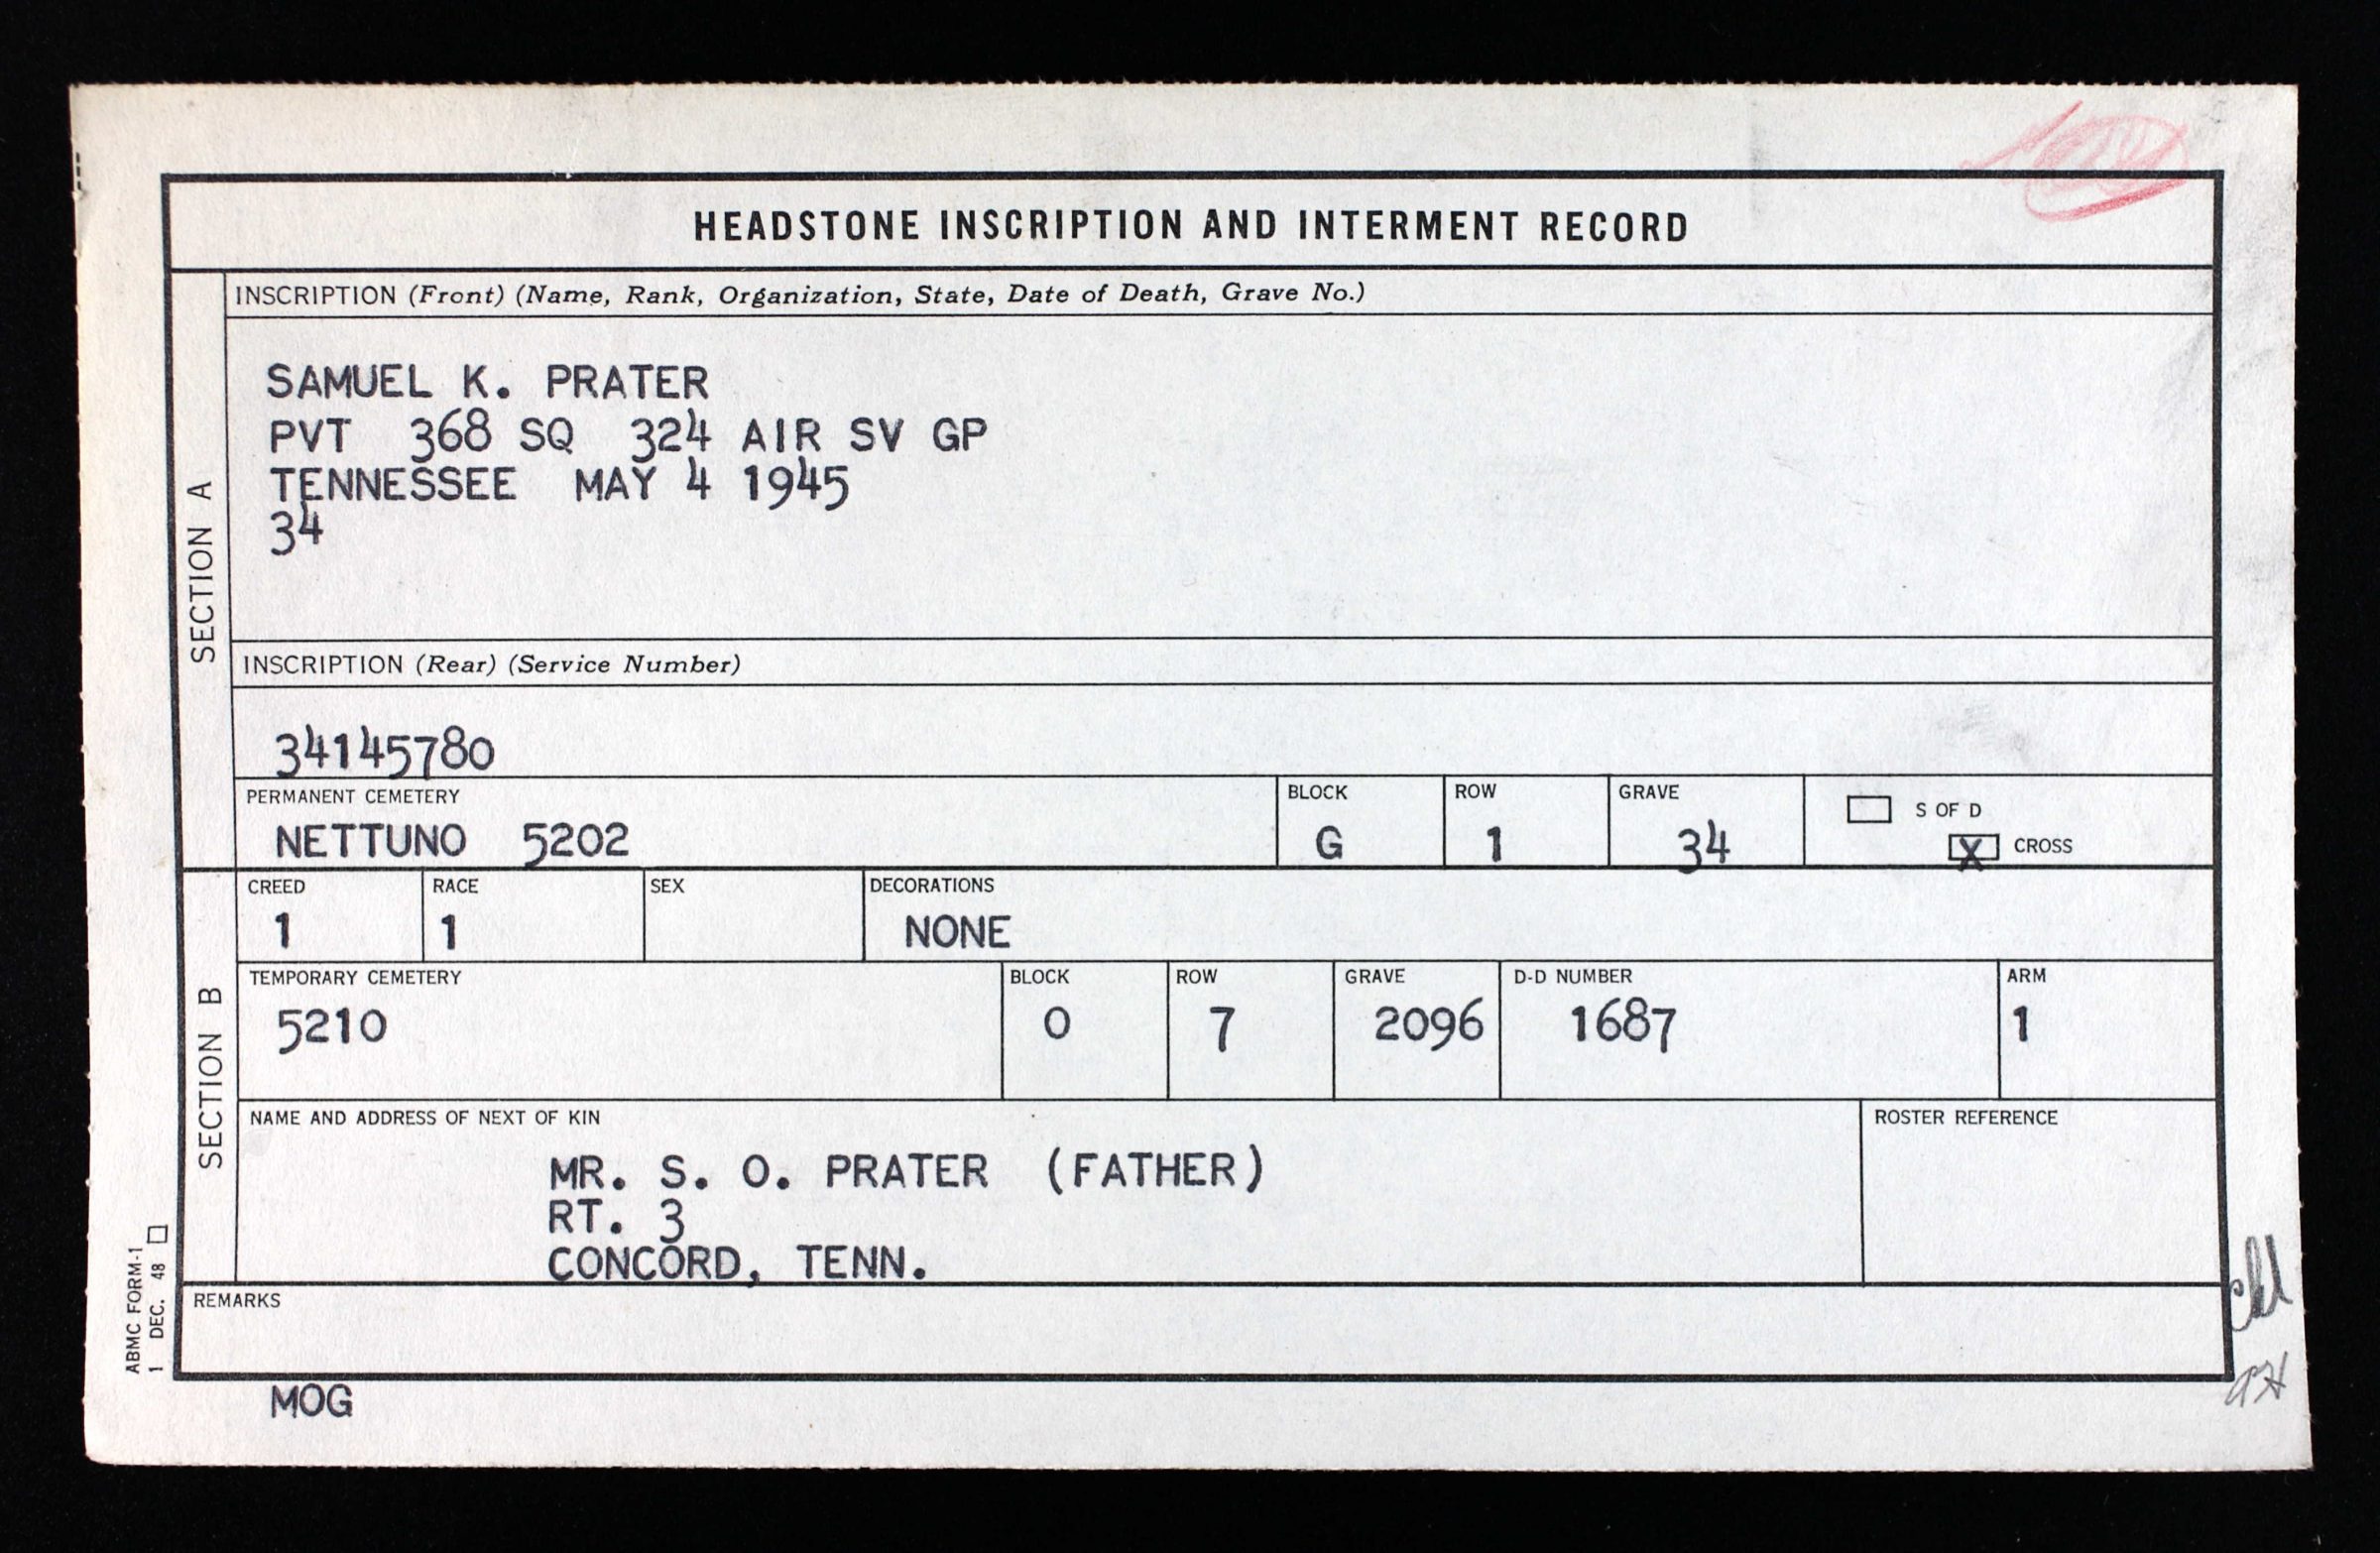 HEADSTONE INSCRIPTION AND INTERMENT RECORD
SECTION A
INSCRIPTION (Front) (Name, Rank, Organization, State, Date of Death, Grave No.)
SAMUEL K. PRATER
PVT 368 SQ 324 AIR SV GP
TENNESSEE MAY 4 1945
34
INSCRIPTION (Rear) (Service Number)
34145780
PERMANENT CEMETERY BLOCK ROW GRAVE S OF D
NETTUNO 5202 G 1 34 X CROSS
SECTION B
CREED RACE SEX DECORATIONS
1 1 NONE
TEMPORARY CEMETERY BLOCK ROW GRAVE D-D NUMBER ARM
5210 O 7 2096 1687 1
NAME AND ADDRESS OF NEXT OF KIN ROSTER REFERENCE
MR. S. O. PRATER (FATHER)
RT. 3
CONCORD, TENN.
REMARKS
ABMC FORM-1
1 DEC. 48
MOG